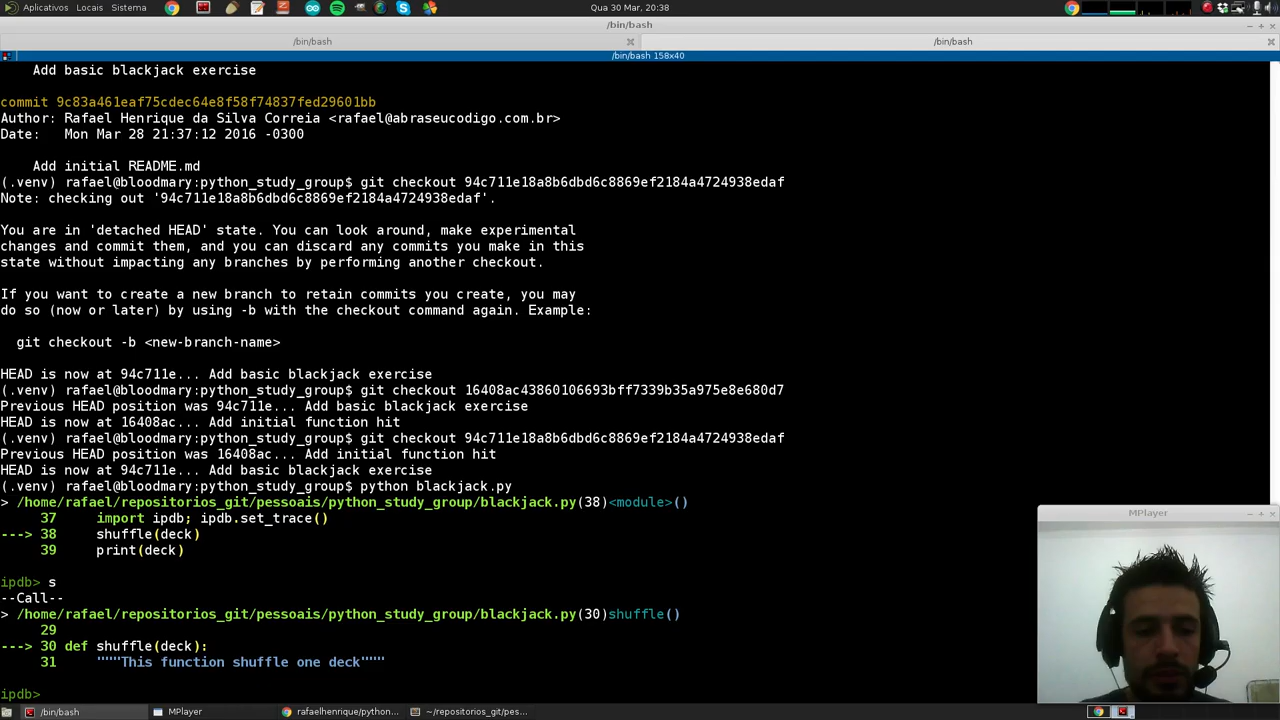 Aplicativos Locais Sistema
Qua 30 Mar, 20:38
/bin/bash
/bin/bash
/bin/bash
/bin/bash 158x40
    Add basic blackjack exercise
commit 9c83a461eaf75cdec64e8f58f74837fed29601bb
Author: Rafael Henrique da Silva Correia <rafael@abraseucodigo.com.br>
Date:   Mon Mar 28 21:37:12 2016 -0300
    Add initial README.md
(.venv) rafael@bloodmary:python_study_group$ git checkout 94c711e18a8b6dbd6c8869ef2184a4724938edaf
Note: checking out '94c711e18a8b6dbd6c8869ef2184a4724938edaf'.
You are in 'detached HEAD' state. You can look around, make experimental
changes and commit them, and you can discard any commits you make in this
state without impacting any branches by performing another checkout.
If you want to create a new branch to retain commits you create, you may
do so (now or later) by using -b with the checkout command again. Example:
  git checkout -b <new-branch-name>
HEAD is now at 94c711e... Add basic blackjack exercise
(.venv) rafael@bloodmary:python_study_group$ git checkout 16408ac43860106693bff7339b35a975e8e680d7
Previous HEAD position was 94c711e... Add basic blackjack exercise
HEAD is now at 16408ac... Add initial function hit
(.venv) rafael@bloodmary:python_study_group$ git checkout 94c711e18a8b6dbd6c8869ef2184a4724938edaf
Previous HEAD position was 16408ac... Add initial function hit
HEAD is now at 94c711e... Add basic blackjack exercise
(.venv) rafael@bloodmary:python_study_group$ python blackjack.py
> /home/rafael/repositorios_git/pessoais/python_study_group/blackjack.py(38)<module>()
     37     import ipdb; ipdb.set_trace()
---> 38     shuffle(deck)
     39     print(deck)
ipdb> s
--Call--
> /home/rafael/repositorios_git/pessoais/python_study_group/blackjack.py(30)shuffle()
     29
---> 30 def shuffle(deck):
     31     """This function shuffle one deck"""
ipdb>
MPlayer
/bin/bash
MPlayer
rafaelhenrique/python...
~/repositorios_git/pes...